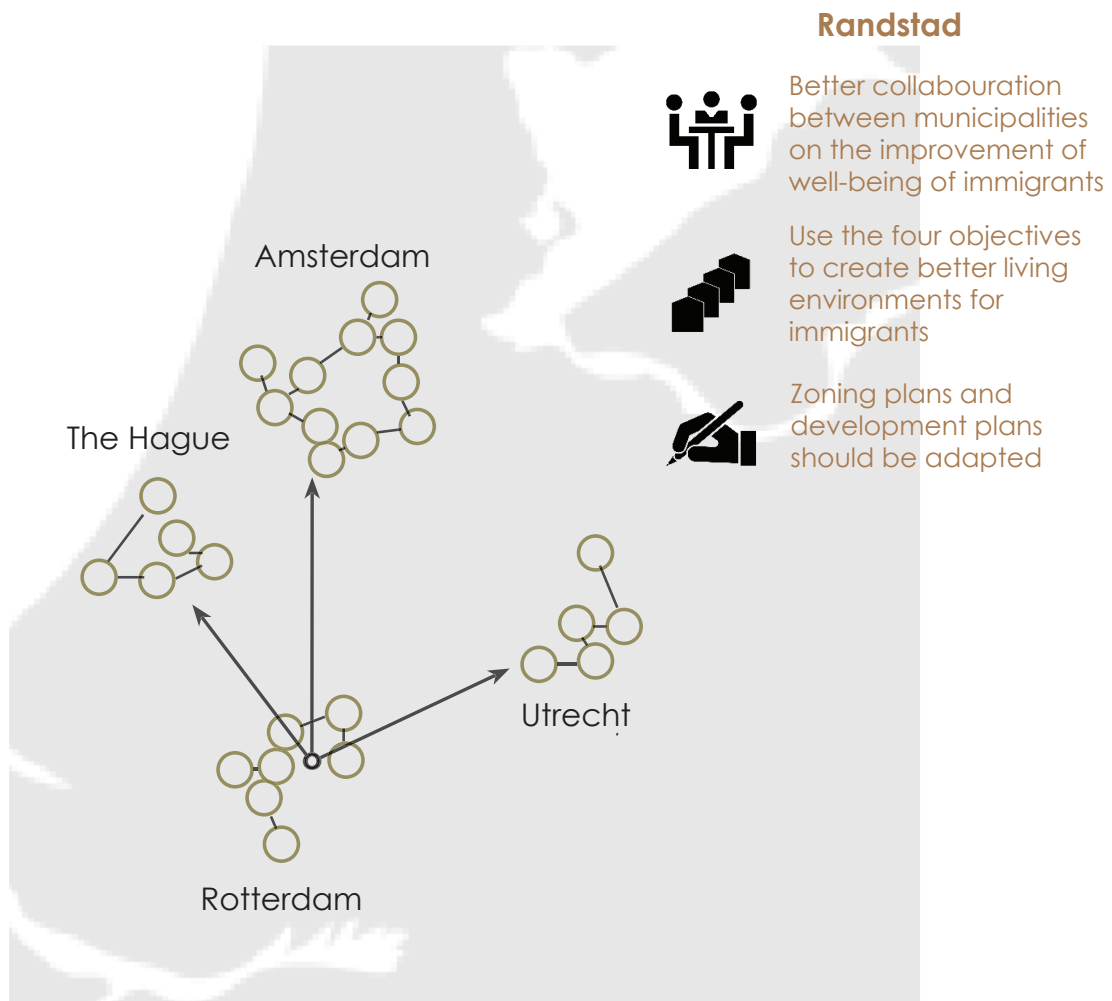 Randstad
Better collabouration
between municipalities
on the improvement of
well-being of immigrants
Use the four objectives
to create better living
environments for
immigrants
Zoning plans and
development plans
should be adapted
Amsterdam
The Hague
Utrecht
Rotterdam